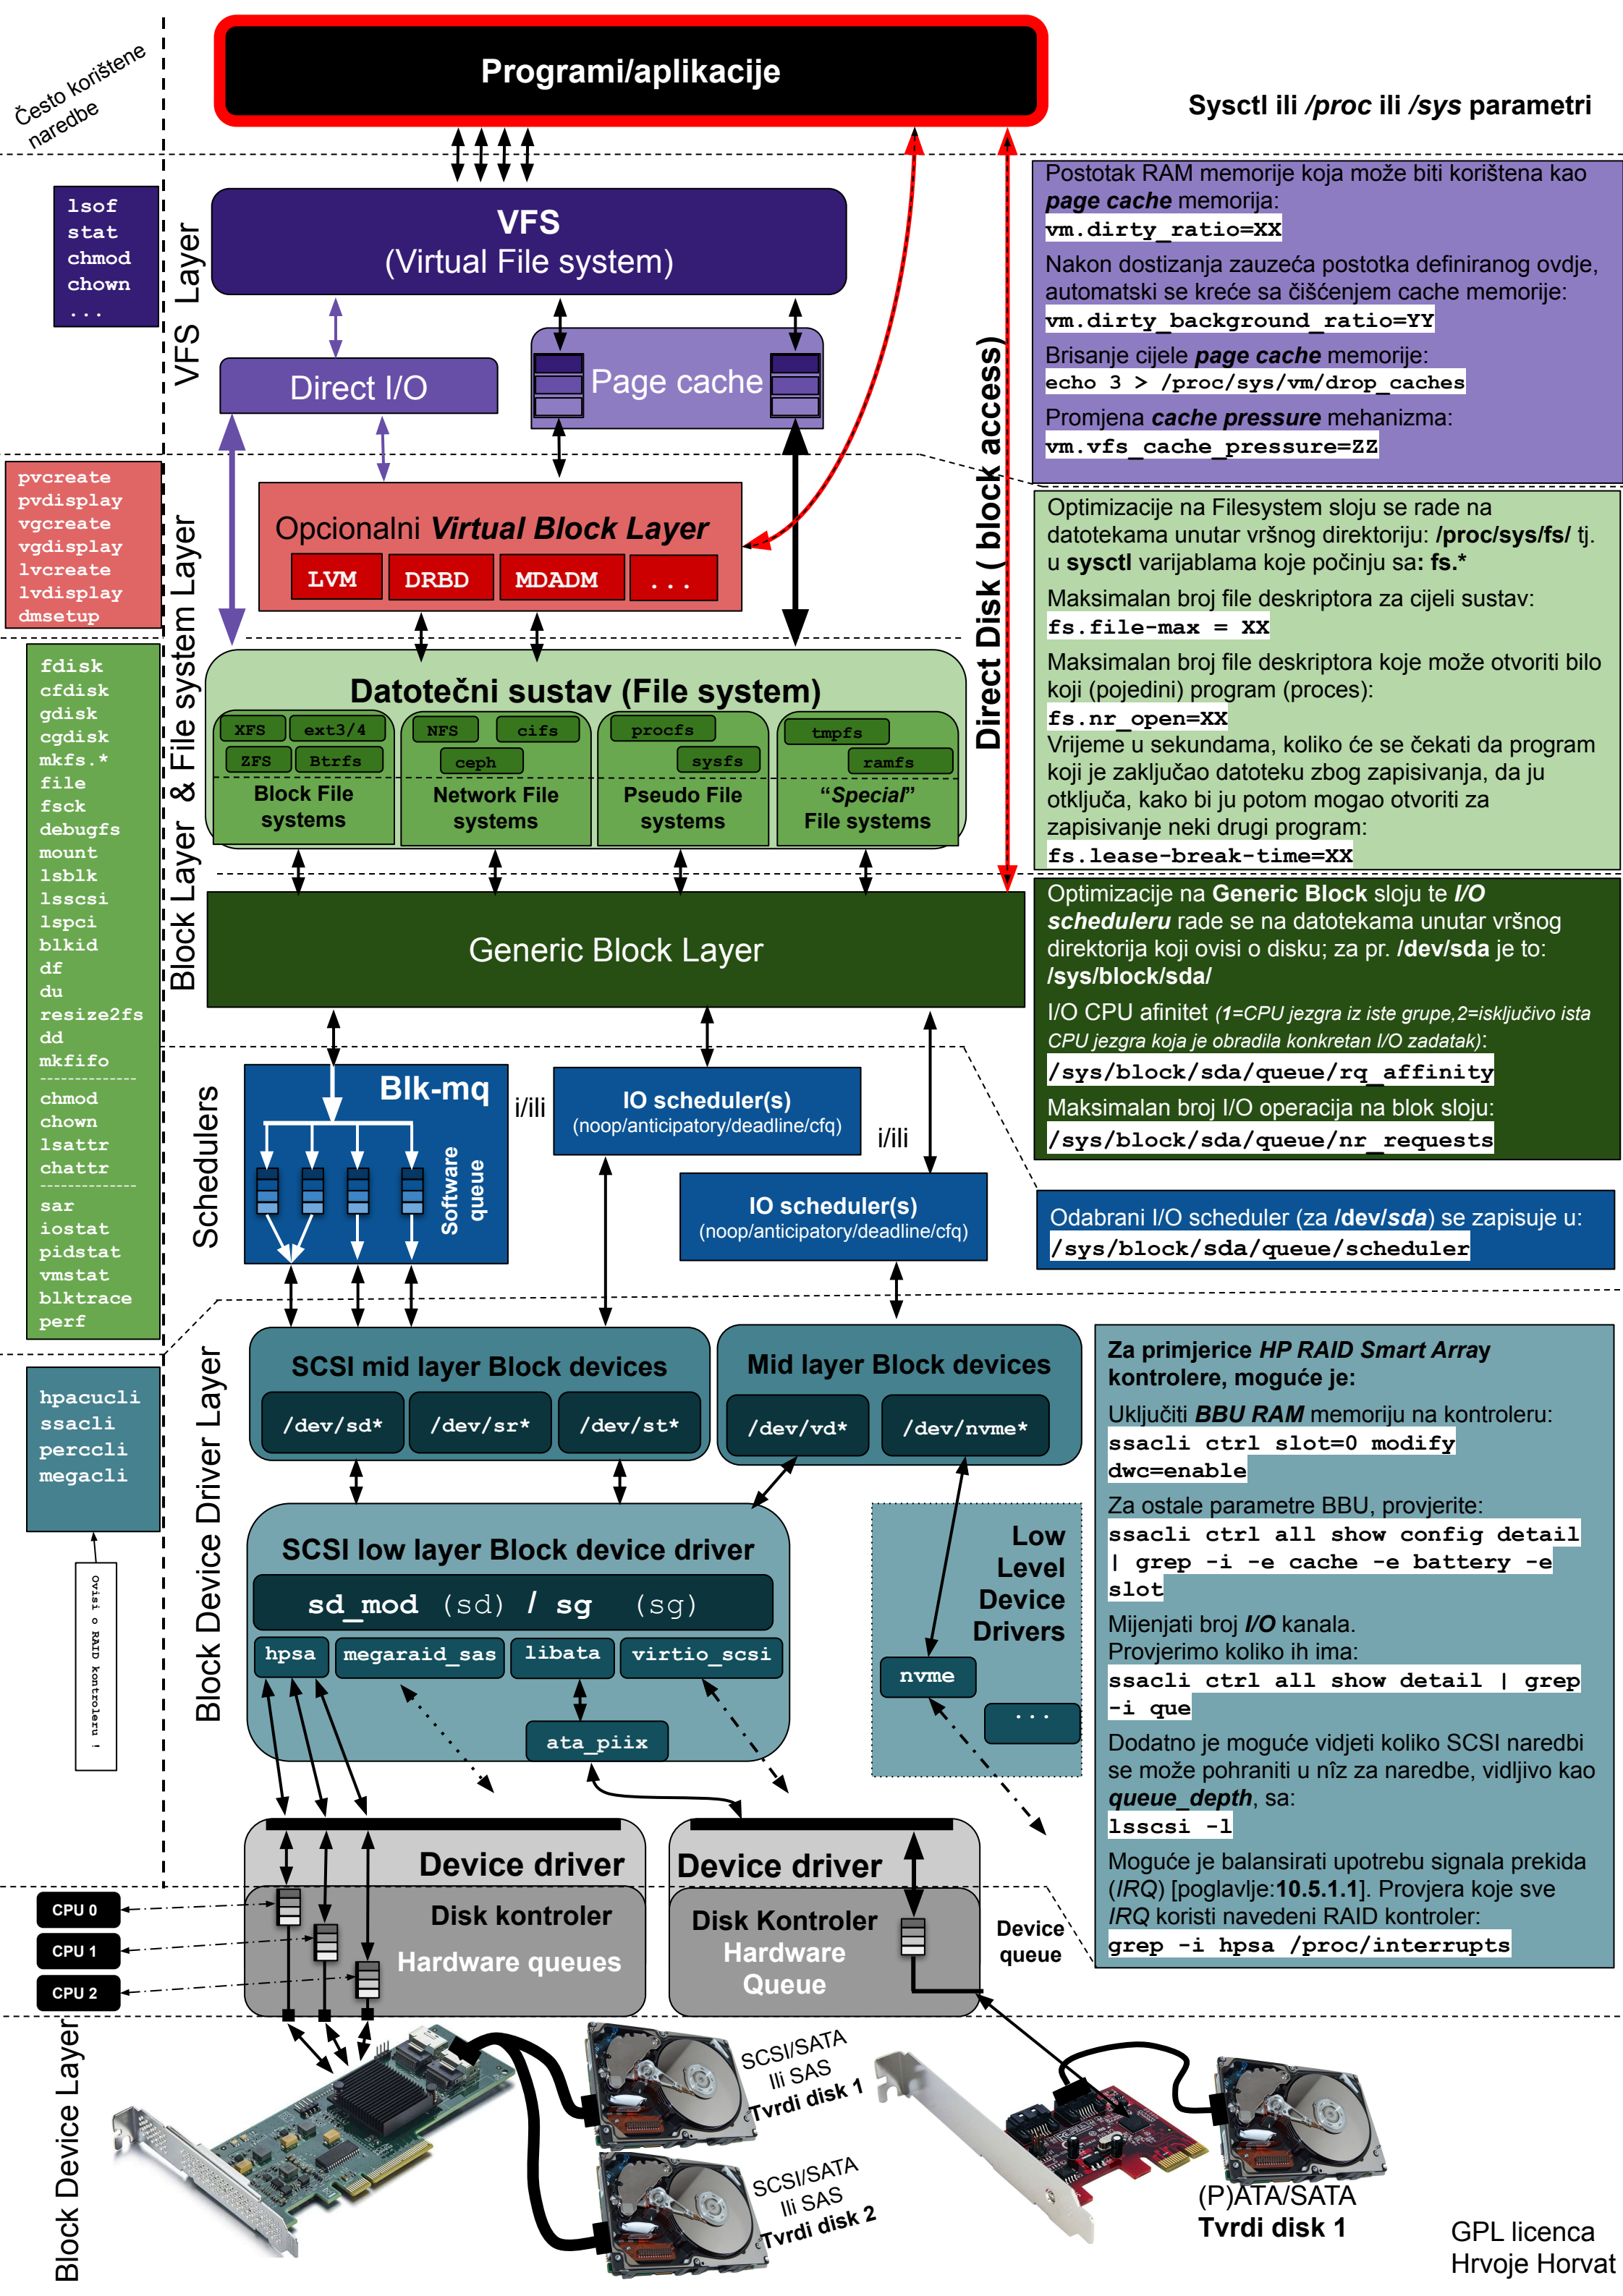 Često korištene
naredbe
Programi/aplikacije
Sysctl ili /proc ili /sys parametri
lsof
stat
chmod
chown
...
VFS Layer
VFS
(Virtual File system)
Direct I/O
Page cache
Direct Disk ( block access)
Postotak RAM memorije koja može biti korištena kao
page cache memorija:
vm.dirty_ratio=XX
Nakon dostizanja zauzeća postotka definiranog ovdje,
automatski se kreće sa čišćenjem cache memorije:
vm.dirty_background_ratio=YY
Brisanje cijele page cache memorije:
echo 3 > /proc/sys/vm/drop_caches
Promjena cache pressure mehanizma:
vm.vfs_cache_pressure=ZZ
pvcreate
pvdisplay
vgcreate
vgdisplay
lvcreate
lvdisplay
dmsetup
Block Layer & File system Layer
Opcionalni Virtual Block Layer
LVM
DRBD
MDADM
...
Optimizacije na Filesystem sloju se rade na
datotekama unutar vršnog direktoriju: /proc/sys/fs/ tj.
u sysctl varijablama koje počinju sa: fs.*
Maksimalan broj file deskriptora za cijeli sustav:
fs.file-max = XX
Maksimalan broj file deskriptora koje može otvoriti bilo
koji (pojedini) program (proces):
fs.nr_open=XX
Vrijeme u sekundama, koliko će se čekati da program
koji je zaključao datoteku zbog zapisivanja, da ju
otključa, kako bi ju potom mogao otvoriti za
zapisivanje neki drugi program:
fs.lease-break-time=XX
fdisk
cfdisk
gdisk
cgdisk
mkfs.*
file
fsck
debugfs
mount
lsblk
lsscsi
lspci
blkid
df
du
resize2fs
dd
mkfifo
--------------
chmod
chown
lsattr
chattr
--------------
sar
iostat
pidstat
vmstat
blktrace
perf
Datotečni sustav (File system)
XFS
ext3/4
ZFS
Btrfs
Block File
systems
NFS
cifs
ceph
Network File
systems
procfs
sysfs
Pseudo File
systems
tmpfs
ramfs
“Special”
File systems
Generic Block Layer
Optimizacije na Generic Block sloju te I/O
scheduleru rade se na datotekama unutar vršnog
direktorija koji ovisi o disku; za pr. /dev/sda je to:
/sys/block/sda/
I/O CPU afinitet (1=CPU jezgra iz iste grupe,2=isključivo ista
CPU jezgra koja je obradila konkretan I/O zadatak):
/sys/block/sda/queue/rq_affinity
Maksimalan broj I/O operacija na blok sloju:
/sys/block/sda/queue/nr_requests
Schedulers
Blk-mq
Software
queue
i/ili
IO scheduler(s)
(noop/anticipatory/deadline/cfq)
i/ili
IO scheduler(s)
(noop/anticipatory/deadline/cfq)
Odabrani I/O scheduler (za /dev/sda) se zapisuje u:
/sys/block/sda/queue/scheduler
hpacucli
ssacli
perccli
megacli
Ovisi o RAID kontroleru !
Block Device Driver Layer
SCSI mid layer Block devices
/dev/sd*
/dev/sr*
/dev/st*
Mid layer Block devices
/dev/vd*
/dev/nvme*
SCSI low layer Block device driver
sd_mod (sd) / sg (sg)
hpsa
megaraid_sas
libata
virtio_scsi
ata_piix
Low
Level
Device
Drivers
nvme
...
Za primjerice HP RAID Smart Array
kontrolere, moguće je:
Uključiti BBU RAM memoriju na kontroleru:
ssacli ctrl slot=0 modify
dwc=enable
Za ostale parametre BBU, provjerite:
ssacli ctrl all show config detail
| grep -i -e cache -e battery -e
slot
Mijenjati broj I/O kanala.
Provjerimo koliko ih ima:
ssacli ctrl all show detail | grep
-i que
Dodatno je moguće vidjeti koliko SCSI naredbi
se može pohraniti u nîz za naredbe, vidljivo kao
queue_depth, sa:
lsscsi -l
Moguće je balansirati upotrebu signala prekida
(IRQ) [poglavlje:10.5.1.1]. Provjera koje sve
IRQ koristi navedeni RAID kontroler:
grep -i hpsa /proc/interrupts
Device driver
Disk kontroler
Hardware queues
Device driver
Disk Kontroler
Hardware
Queue
Device
queue
CPU 0
CPU 1
CPU 2
Block Device Layer
SCSI/SATA
Ili SAS
Tvrdi disk 1
SCSI/SATA
Ili SAS
Tvrdi disk 2
(P)ATA/SATA
Tvrdi disk 1
GPL licenca
Hrvoje Horvat